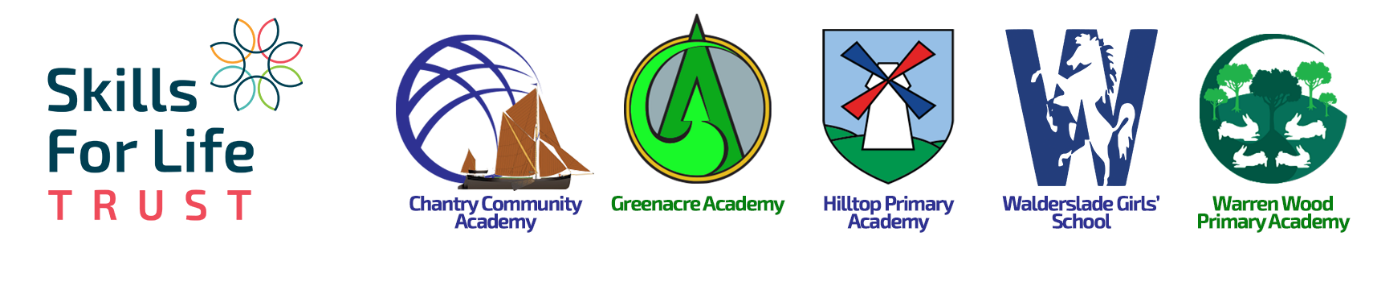 Skills
For Life
TRUST
Chantry Community
Academy
Greenacre Academy
Hilltop Primary
Academy
Walderslade Girls'
School
Warren Wood
Primary Academy